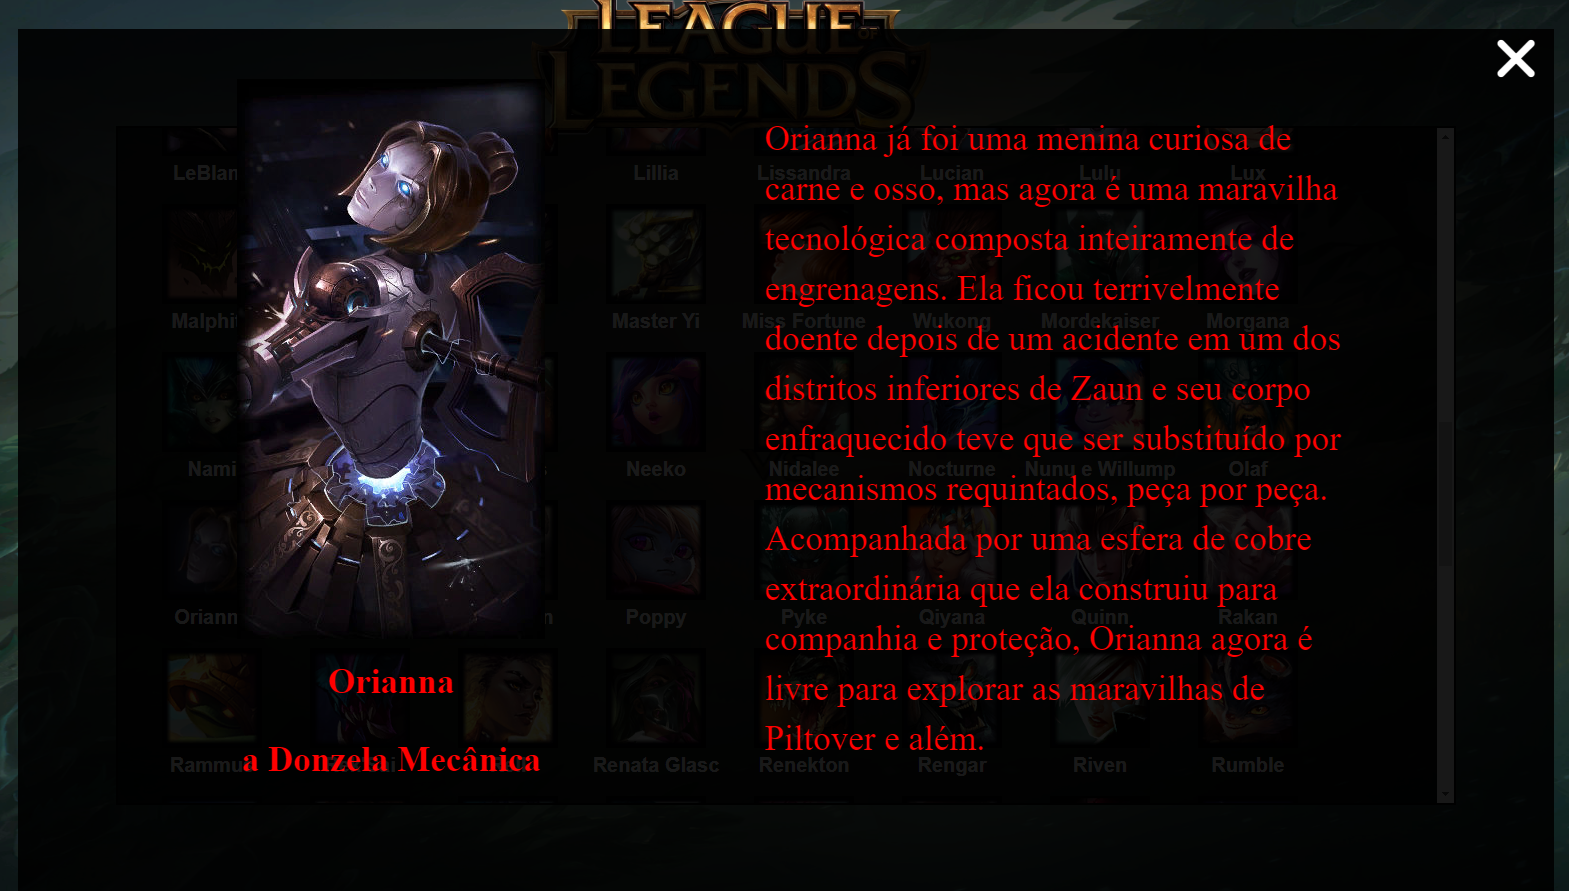 LEAGUE
OF
LEGENDS
LeBlan
Lillia
Lissandra
Lucian
Lulu
Lux
Malphi
Master Yi
Miss Fortune
Wukong
Mordekaiser
Morgana
Nami
Neeko
Nidalee
Nocturne
Nunu e Willump
Olaf
Oriann
n
Poppy
Pyke
Qiyana
Quinn
Rakan
Rammu
Renata Glasc
Renekton
Rengar
Riven
Rumble
Orianna
a Donzela Mecânica
Orianna já foi uma menina curiosa de
carne e osso, mas agora é uma maravilha
tecnológica composta inteiramente de
engrenagens. Ela ficou terrivelmente
doente depois de um acidente em um dos
distritos inferiores de Zaun e seu corpo
enfraquecido teve que ser substituído por
mecanismos requintados, peça por peça.
Acompanhada por uma esfera de cobre
extraordinária que ela construiu para
companhia e proteção, Orianna agora é
livre para explorar as maravilhas de
Piltover e além.